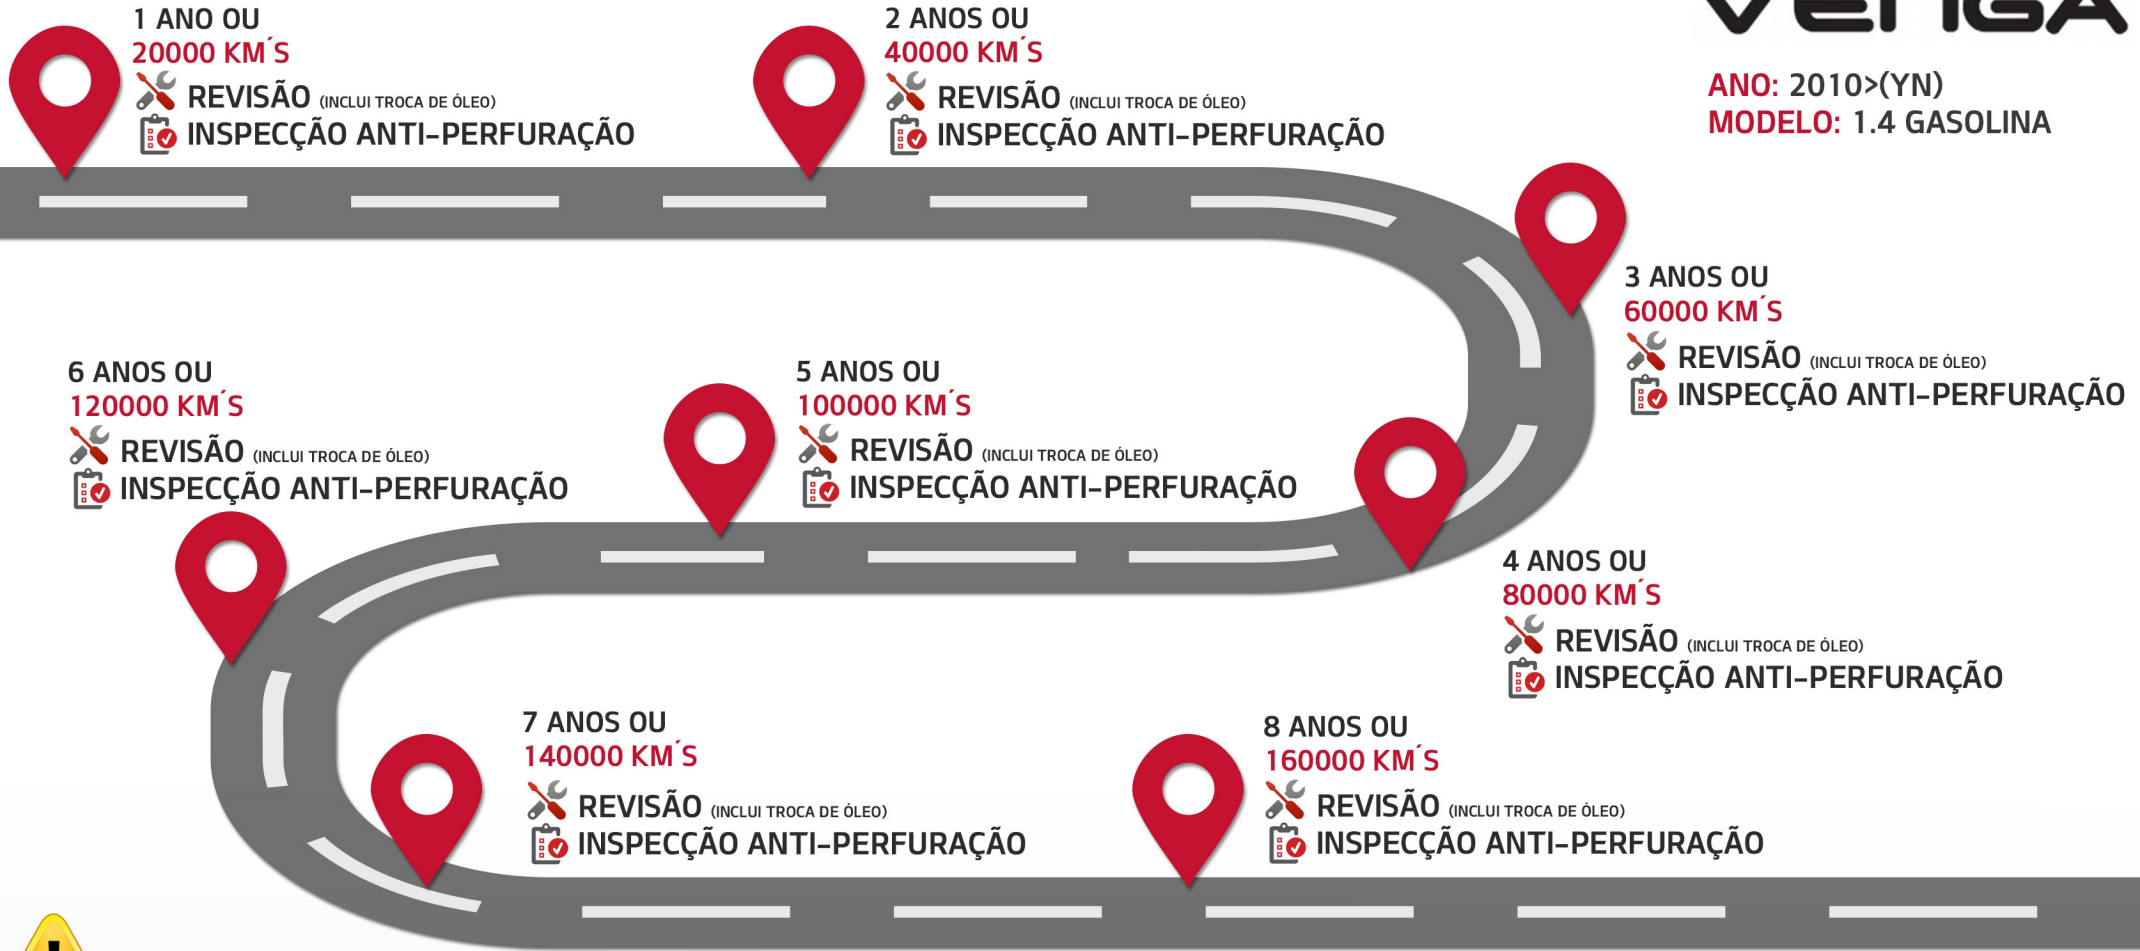 1 ANO OU
20000 KM´S
REVISÃO (INCLUI TROCA DE ÓLEO)
INSPECÇÃO ANTI-PERFURAÇÃO
2 ANOS OU
40000 KM´S
REVISÃO (INCLUI TROCA DE ÓLEO)
INSPECÇÃO ANTI-PERFURAÇÃO
VENGA
ANO: 2010>(YN)
MODELO: 1.4 GASOLINA
3 ANOS OU
60000 KM´S
REVISÃO (INCLUI TROCA DE ÓLEO)
INSPECÇÃO ANTI-PERFURAÇÃO
4 ANOS OU
80000 KM´S
REVISÃO (INCLUI TROCA DE ÓLEO)
INSPECÇÃO ANTI-PERFURAÇÃO
5 ANOS OU
100000 KM´S
REVISÃO (INCLUI TROCA DE ÓLEO)
INSPECÇÃO ANTI-PERFURAÇÃO
6 ANOS OU
120000 KM´S
REVISÃO (INCLUI TROCA DE ÓLEO)
INSPECÇÃO ANTI-PERFURAÇÃO
7 ANOS OU
140000 KM´S
REVISÃO (INCLUI TROCA DE ÓLEO)
INSPECÇÃO ANTI-PERFURAÇÃO
8 ANOS OU
160000 KM´S
REVISÃO (INCLUI TROCA DE ÓLEO)
INSPECÇÃO ANTI-PERFURAÇÃO